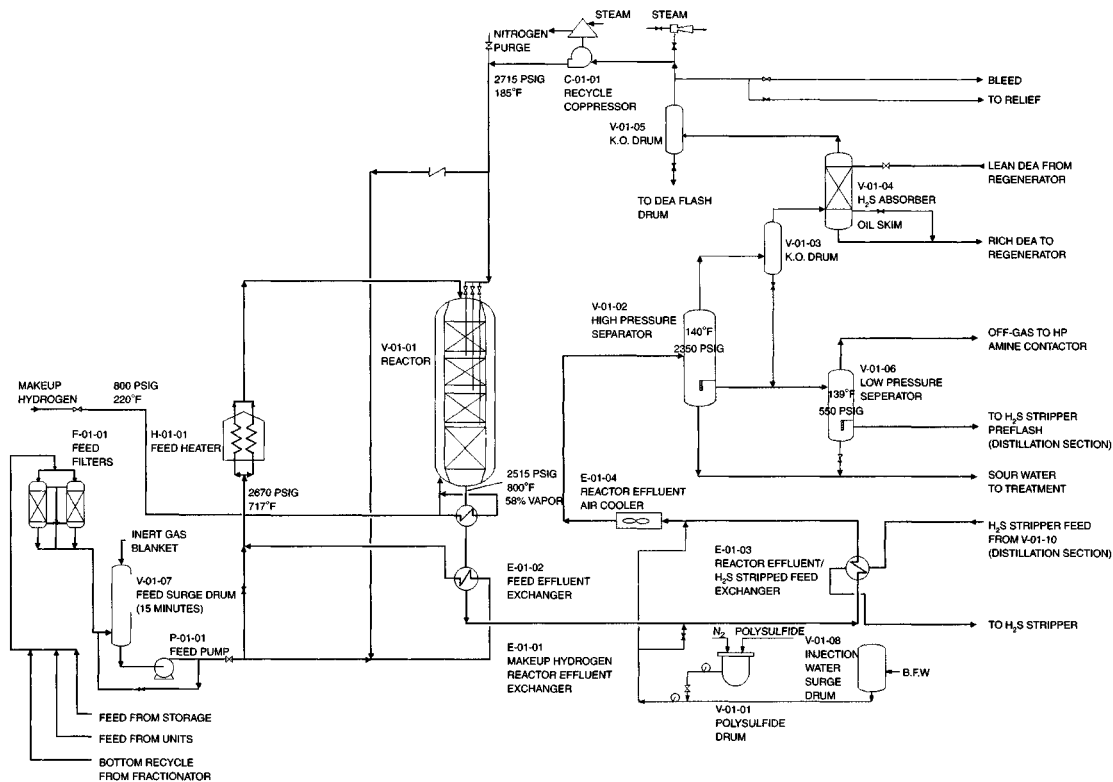 STEAM
STEAM
NITROGEN
PURGE
2715 PSIG
185°F
C-01-01
RECYCLE
COPPRESSOR
BLEED
TO RELIEF
V-01-05
K.O. DRUM
TO DEA FLASH
DRUM
LEAN DEA FROM
REGENERATOR
V-01-04
H₂S ABSORBER
OIL SKIM
RICH DEA TO
REGENERATOR
V-01-03
K.O. DRUM
V-01-02
HIGH PRESSURE
SEPARATOR
140°F
2350 PSIG
OFF-GAS TO HP
AMINE CONTACTOR
V-01-06
LOW PRESSURE
SEPERATOR
139°F
550 PSIG
TO H₂S STRIPPER
PREFLASH
(DISTILLATION SECTION)
SOUR WATER
TO TREATMENT
V-01-01
REACTOR
MAKEUP
HYDROGEN
800 PSIG
220°F
F-01-01
FEED
FILTERS
H-01-01
FEED HEATER
2670 PSIG
717°F
2515 PSIG
800°F
58% VAPOR
E-01-04
REACTOR EFFLUENT
AIR COOLER
H₂S STRIPPER FEED
FROM V-01-10
(DISTILLATION SECTION)
INERT GAS
BLANKET
V-01-07
FEED SURGE DRUM
(15 MINUTES)
P-01-01
FEED PUMP
E-01-02
FEED EFFLUENT
EXCHANGER
E-01-03
REACTOR EFFLUENT/
H₂S STRIPPED FEED
EXCHANGER
TO H₂S STRIPPER
E-01-01
MAKEUP HYDROGEN
REACTOR EFFLUENT
EXCHANGER
N₂ POLYSULFIDE
V-01-08
INJECTION
WATER
SURGE
DRUM
B.F.W
V-01-01
POLYSULFIDE
DRUM
FEED FROM STORAGE
FEED FROM UNITS
BOTTOM RECYCLE
FROM FRACTIONATOR